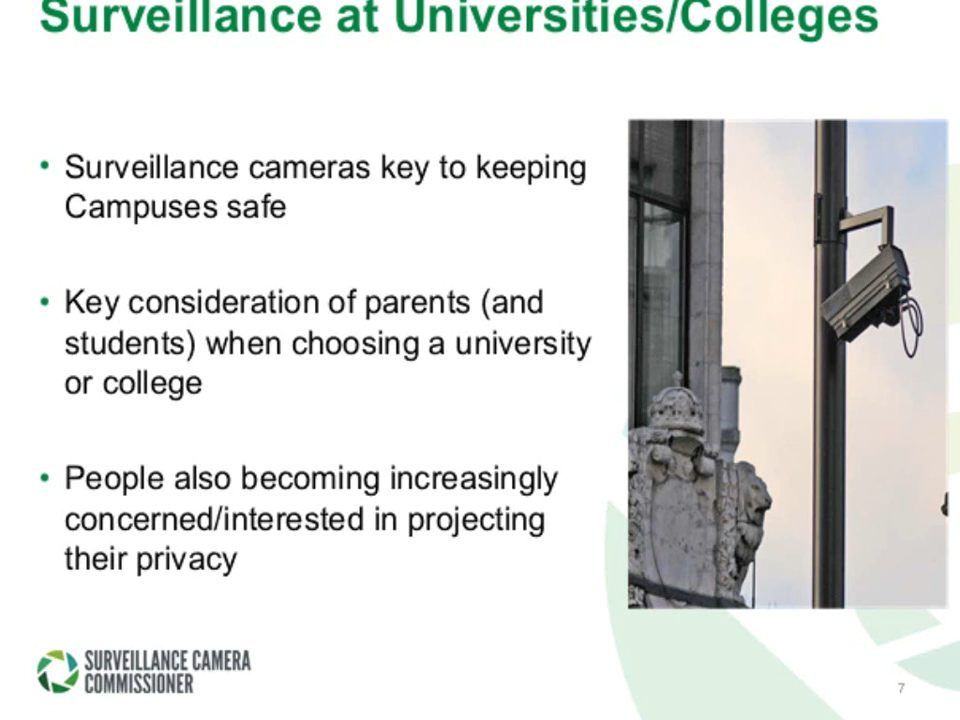 Surveillance at Universities/Colleges
• Surveillance cameras key to keeping
Campuses safe
• Key consideration of parents (and
students) when choosing a university
or college
• People also becoming increasingly
concerned/interested in projecting
their privacy
SURVEILLANCE CAMERA
COMMISSIONER
7